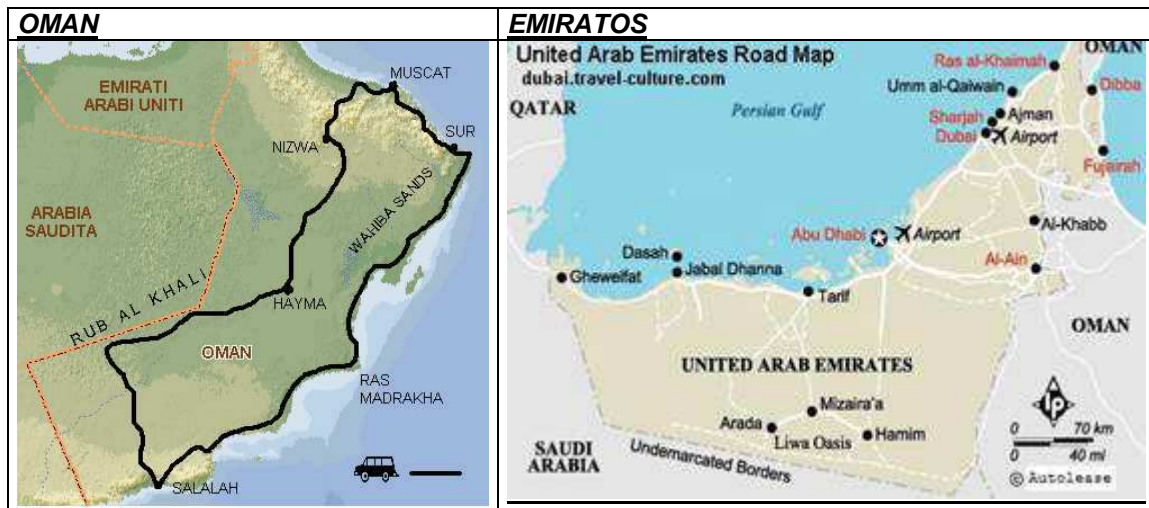 OMAN
EMIRATI
ARABI UNITI
MUSCAT
SUR
NIZWA
WAHIBA SANDS
ARABIA
SAUDITA
RUB AL KHALI
HAYMA
OMAN
RAS
MADRAKHA
SALALAH
EMIRATOS
United Arab Emirates Road Map
dubai.travel-culture.com
OMAN
Ras al-Khaimah
QATAR
Persian Gulf
Umm al-Qaiwain
Dibba
Sharjah
Ajman
Dubai
Airport
Fujairah
Abu Dhabi
Airport
Al-Khabb
Dasah
Jabal Dhanna
Al-Ain
Gheweifat
Tarif
OMAN
UNITED ARAB EMIRATES
Mizaira'a
Arada
Liwa Oasis
Hamim
SAUDI
ARABIA
Undemarcated Borders
lp
0 70 km
0 40 mi
© Autolease